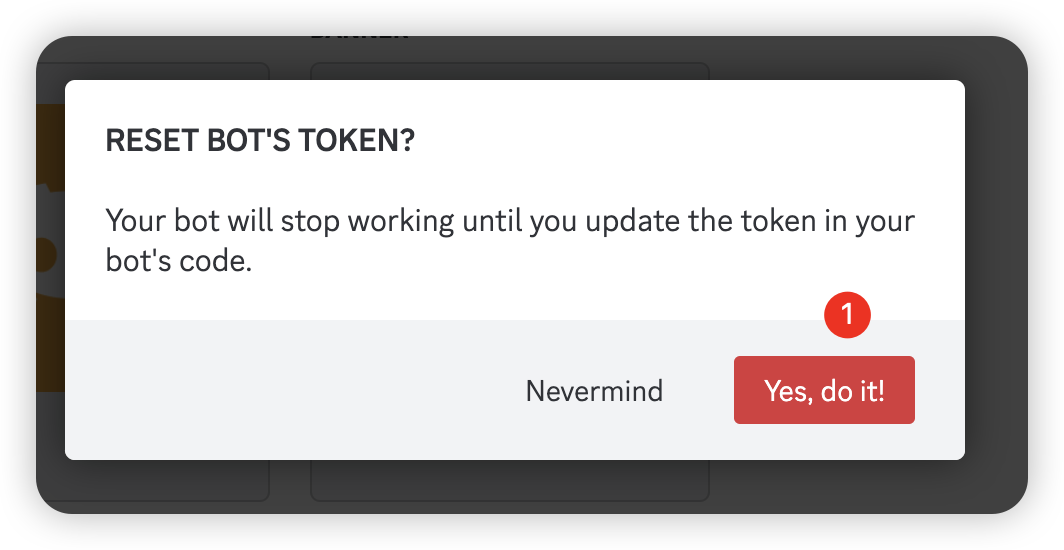 RESET BOT'S TOKEN?
Your bot will stop working until you update the token in your
bot's code.
1
Nevermind
Yes, do it!